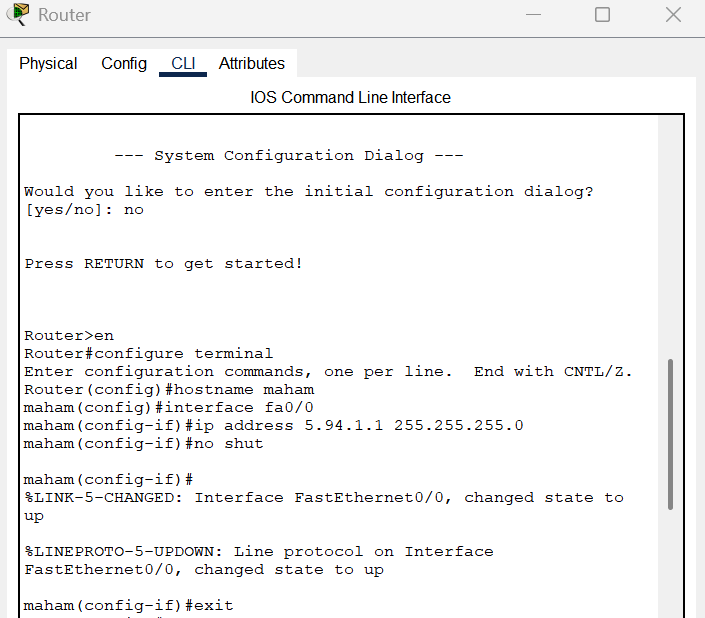 Router
Physical Config CLI Attributes
IOS Command Line Interface
--- System Configuration Dialog ---
Would you like to enter the initial configuration dialog?
[yes/no]: no
Press RETURN to get started!
Router>en
Router#configure terminal
Enter configuration commands, one per line.  End with CNTL/Z.
Router(config)#hostname maham
maham(config)#interface fa0/0
maham(config-if)#ip address 5.94.1.1 255.255.255.0
maham(config-if)#no shut
maham(config-if)#
%LINK-5-CHANGED: Interface FastEthernet0/0, changed state to
up
%LINEPROTO-5-UPDOWN: Line protocol on Interface
FastEthernet0/0, changed state to up
maham(config-if)#exit